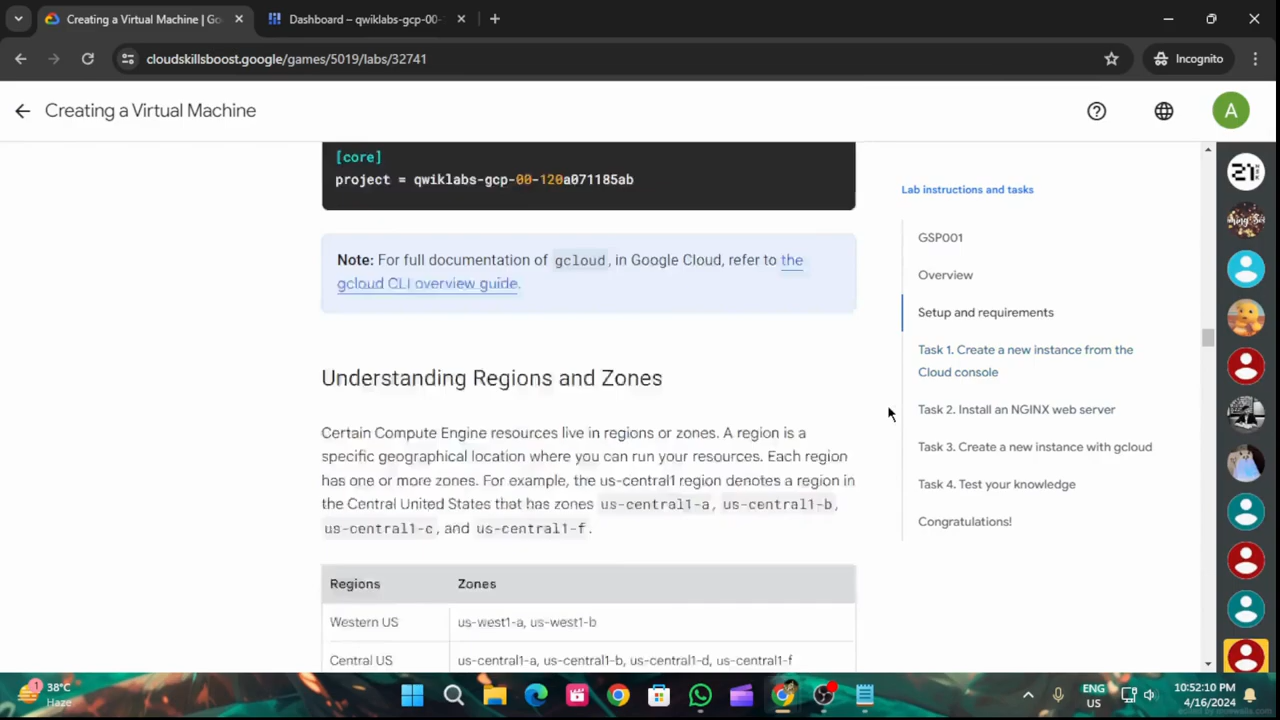 Creating a Virtual Machine | Go
Dashboard – qwiklabs-gcp-00-
cloudskillsboost.google/games/5019/labs/32741
Incognito
Creating a Virtual Machine
A
[core]
project = qwiklabs-gcp-00-120a071185ab
Note: For full documentation of gcloud, in Google Cloud, refer to the
gcloud CLI overview guide.
Understanding Regions and Zones
Certain Compute Engine resources live in regions or zones. A region is a
specific geographical location where you can run your resources. Each region
has one or more zones. For example, the us-central1 region denotes a region in
the Central United States that has zones us-central1-a, us-central1-b,
us-central1-c, and us-central1-f.
Regions Zones
Western US us-west1-a, us-west1-b
Central US us-central1-a, us-central1-b, us-central1-d, us-central1-f
Lab instructions and tasks
GSP001
Overview
Setup and requirements
Task 1. Create a new instance from the
Cloud console
Task 2. Install an NGINX web server
Task 3. Create a new instance with gcloud
Task 4. Test your knowledge
Congratulations!
21
1
38°C
Haze
ENG
US
10:52:10 PM
4/16/2024